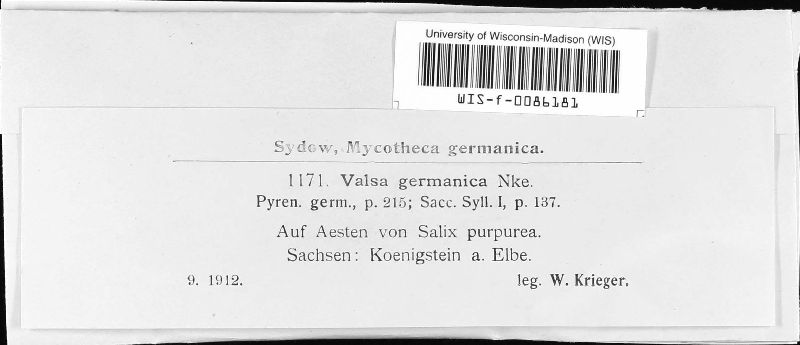 University of Wisconsin-Madison (WIS)
WIS-f-0086181
Sydow, Mycotheca germanica.
1171. Valsa germanica Nke.
Pyren. germ., p. 215; Sacc. Syll. I, p. 137.
Auf Aesten von Salix purpurea.
Sachsen: Koenigstein a. Elbe.
9. 1912. leg. W. Krieger.